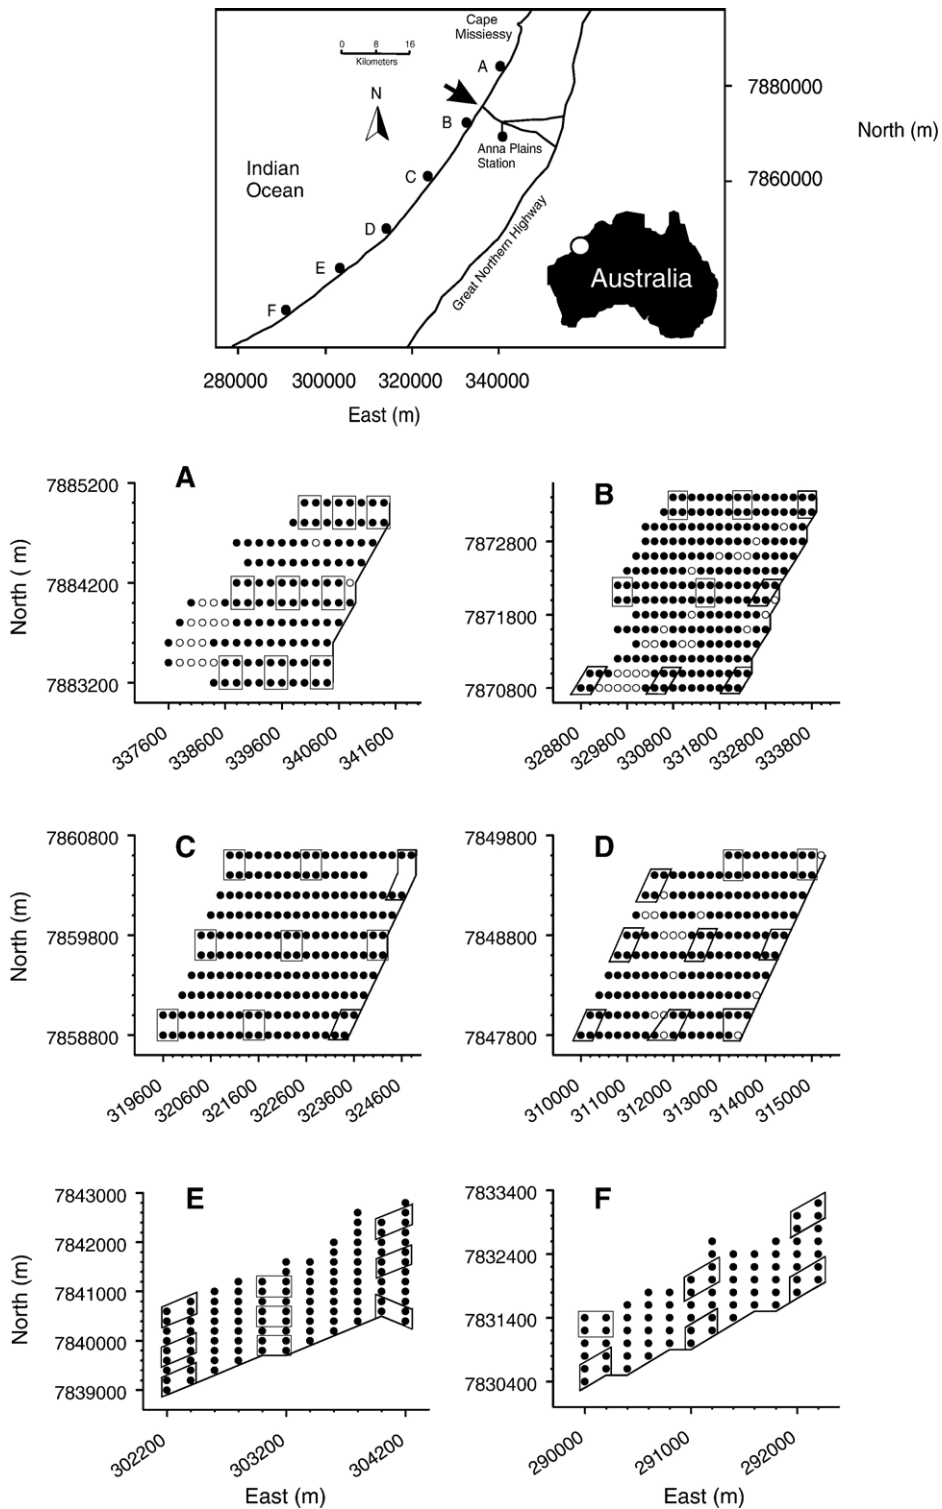 Cape
Missiessy
0 8 16
Kilometers
A
7880000
N
North (m)
B
Anna Plains
Station
Indian
Ocean
C
7860000
D
Great Northern Highway
E
Australia
F
280000 300000 320000 340000
East (m)
A
7885200
7884200
7883200
North ( m)
337600 338600 339600 340600 341600
B
7872800
7871800
7870800
328800 329800 330800 331800 332800 333800
C
7860800
7859800
7858800
North (m)
319600 320600 321600 322600 323600 324600
D
7849800
7848800
7847800
310000 311000 312000 313000 314000 315000
E
7843000
7842000
7841000
7840000
7839000
North (m)
302200 303200 304200
East (m)
F
7833400
7832400
7831400
7830400
290000 291000 292000
East (m)